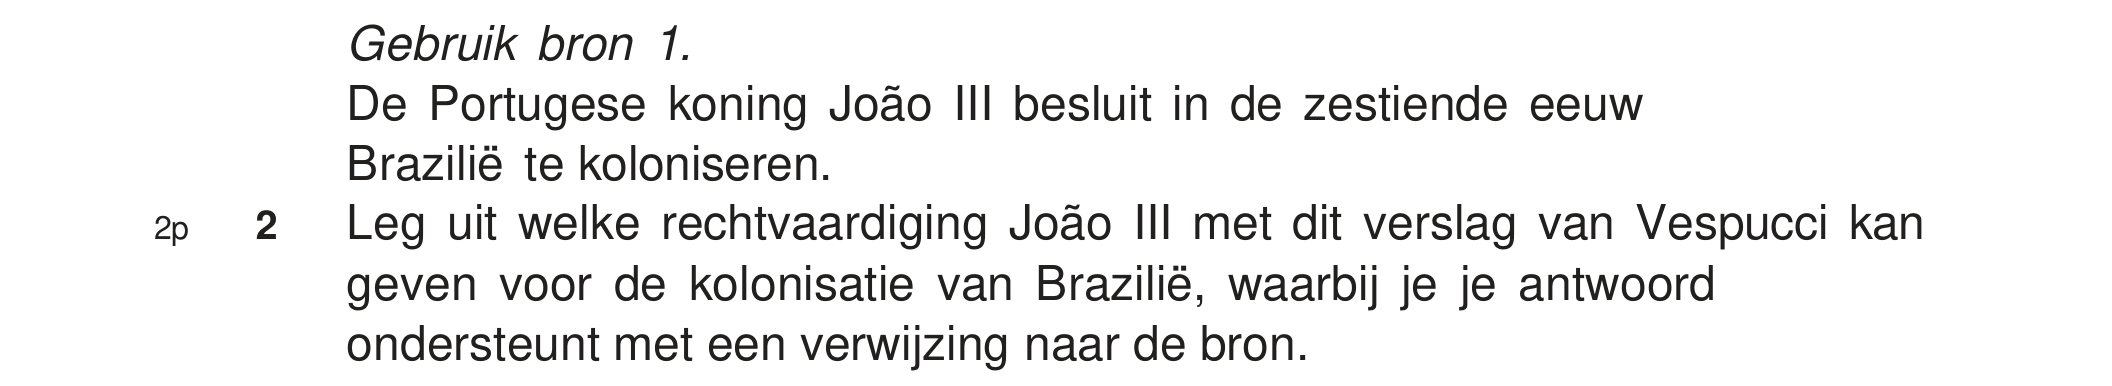 Gebruik bron 1.
De Portugese koning João III besluit in de zestiende eeuw
Brazilië te koloniseren.
2p 2 Leg uit welke rechtvaardiging João III met dit verslag van Vespucci kan
geven voor de kolonisatie van Brazilië, waarbij je je antwoord
ondersteunt met een verwijzing naar de bron.